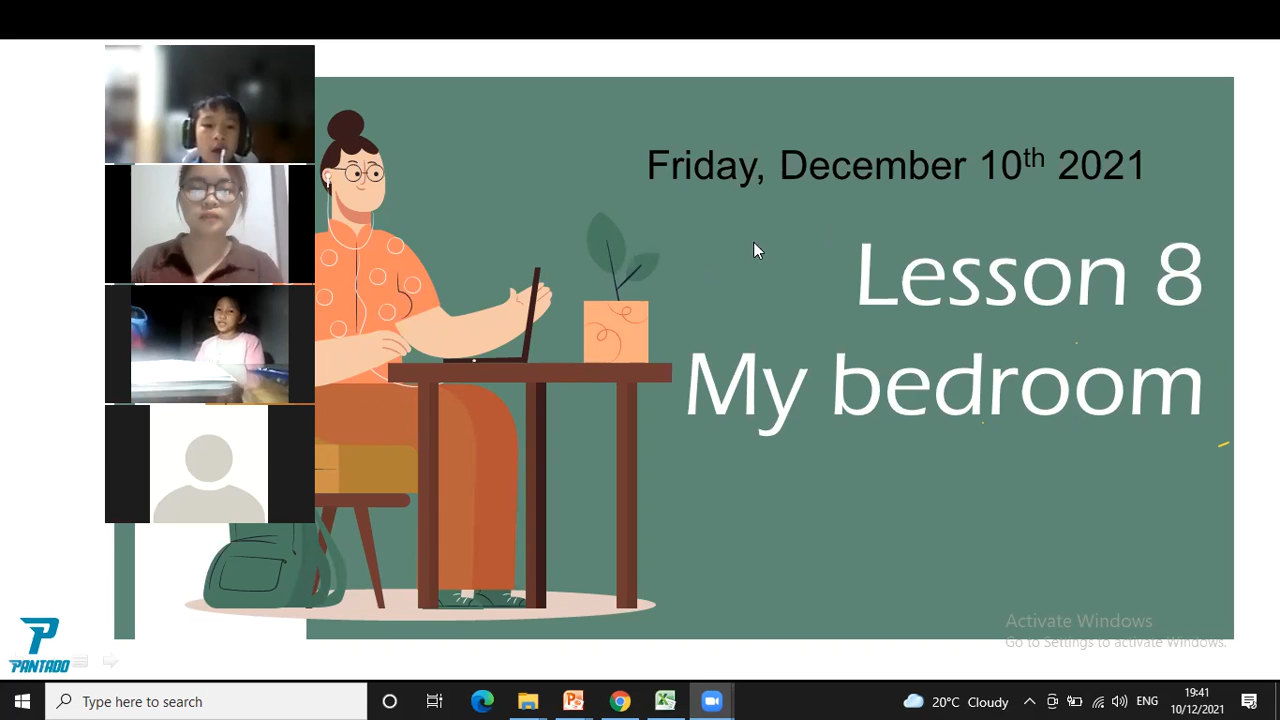 Friday, December 10th 2021
Lesson 8
My bedroom
Activate Windows
Go to Settings to activate Windows.
PANTADO
Type here to search
20°C Cloudy
ENG
19:41
10/12/2021